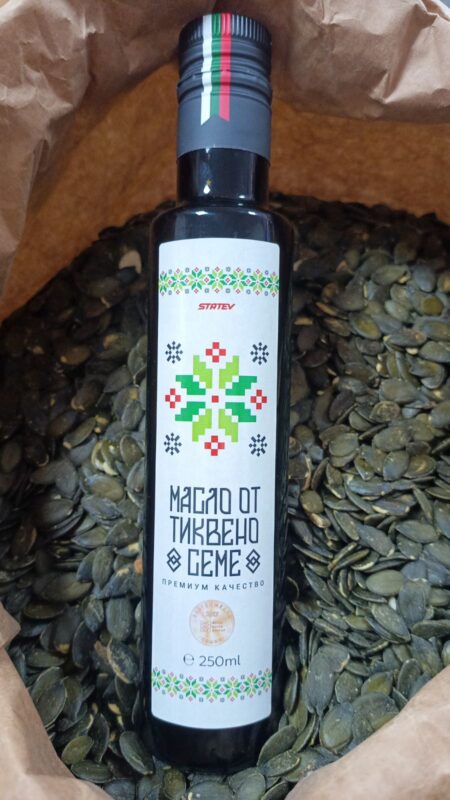 STATEV
МАСЛО ОТ
ТИКВЕНО
СЕМЕ
ПРЕМИУМ КАЧЕСТВО
℮ 250ml